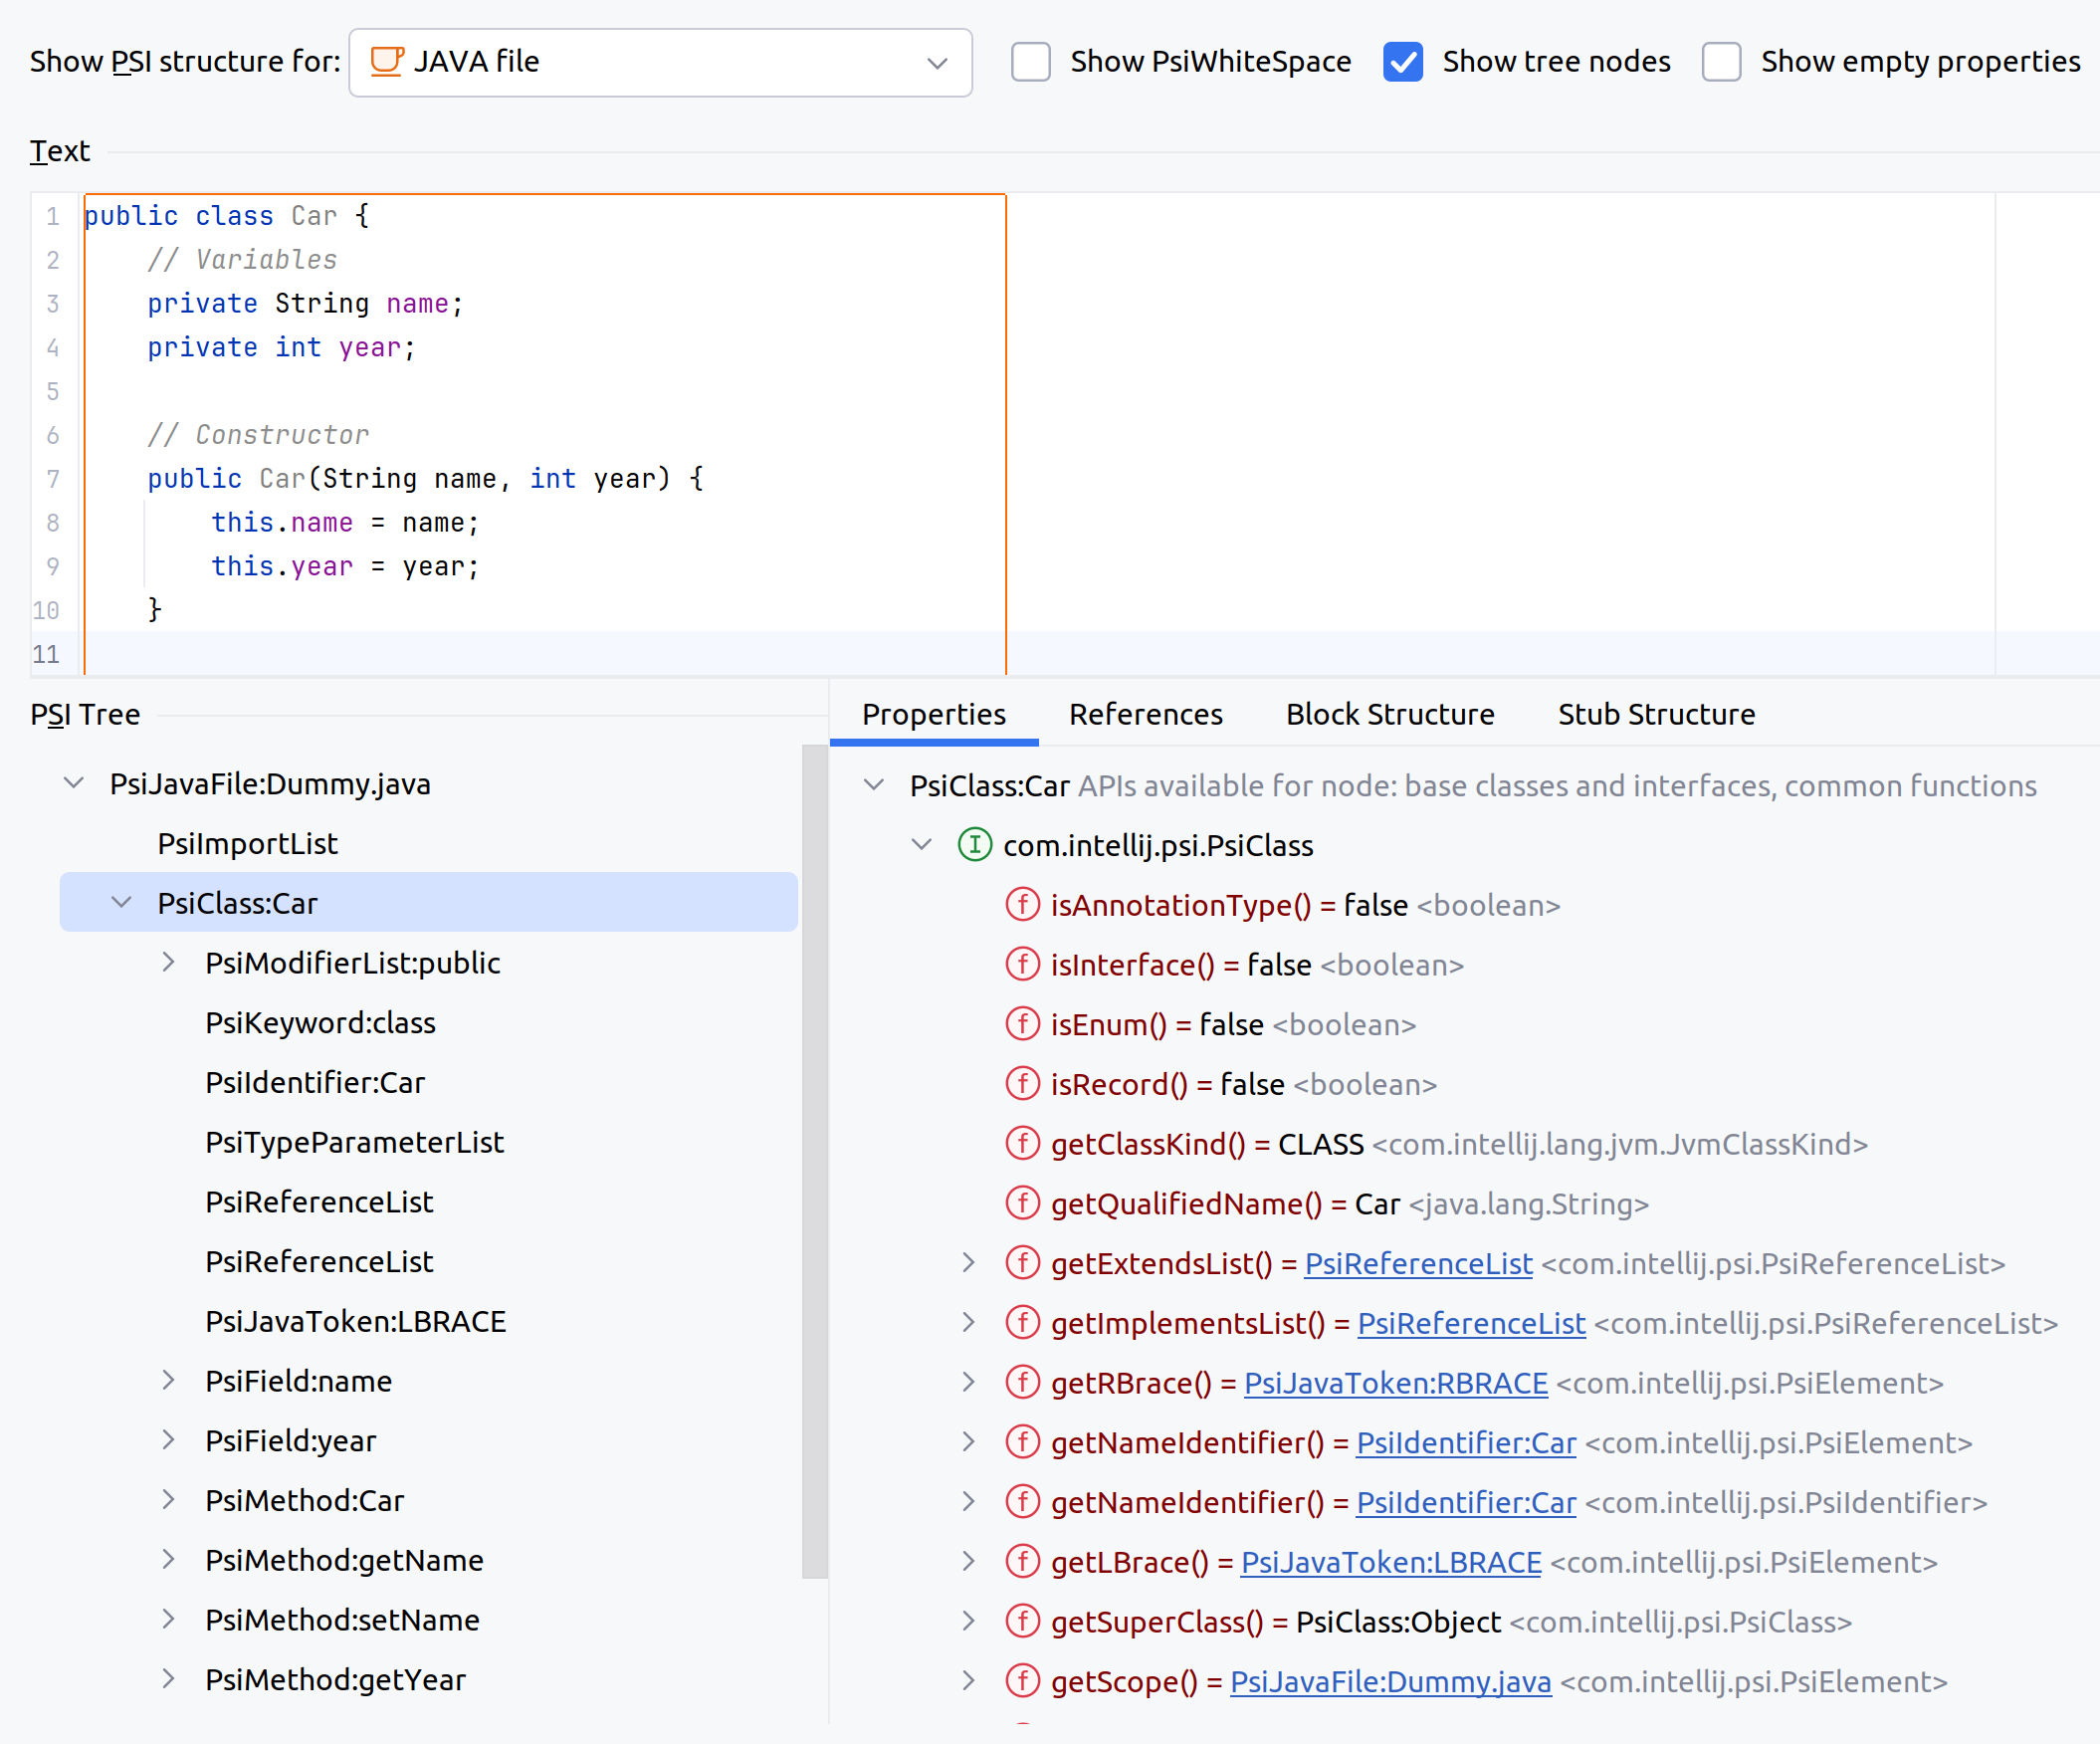 Show PSI structure for: JAVA file Show PsiWhiteSpace Show tree nodes Show empty properties
Text
1 public class Car {
2 // Variables
3 private String name;
4 private int year;
5
6 // Constructor
7 public Car(String name, int year) {
8 this.name = name;
9 this.year = year;
10 }
11
PSI Tree
PsiJavaFile:Dummy.java
PsiImportList
PsiClass:Car
PsiModifierList:public
PsiKeyword:class
PsiIdentifier:Car
PsiTypeParameterList
PsiReferenceList
PsiReferenceList
PsiJavaToken:LBRACE
PsiField:name
PsiField:year
PsiMethod:Car
PsiMethod:getName
PsiMethod:setName
PsiMethod:getYear
Properties References Block Structure Stub Structure
PsiClass:Car APIs available for node: base classes and interfaces, common functions
I com.intellij.psi.PsiClass
f isAnnotationType() = false <boolean>
f isInterface() = false <boolean>
f isEnum() = false <boolean>
f isRecord() = false <boolean>
f getClassKind() = CLASS <com.intellij.lang.jvm.JvmClassKind>
f getQualifiedName() = Car <java.lang.String>
f getExtendsList() = PsiReferenceList <com.intellij.psi.PsiReferenceList>
f getImplementsList() = PsiReferenceList <com.intellij.psi.PsiReferenceList>
f getRBrace() = PsiJavaToken:RBRACE <com.intellij.psi.PsiElement>
f getNameIdentifier() = PsiIdentifier:Car <com.intellij.psi.PsiElement>
f getNameIdentifier() = PsiIdentifier:Car <com.intellij.psi.PsiIdentifier>
f getLBrace() = PsiJavaToken:LBRACE <com.intellij.psi.PsiElement>
f getSuperClass() = PsiClass:Object <com.intellij.psi.PsiClass>
f getScope() = PsiJavaFile:Dummy.java <com.intellij.psi.PsiElement>